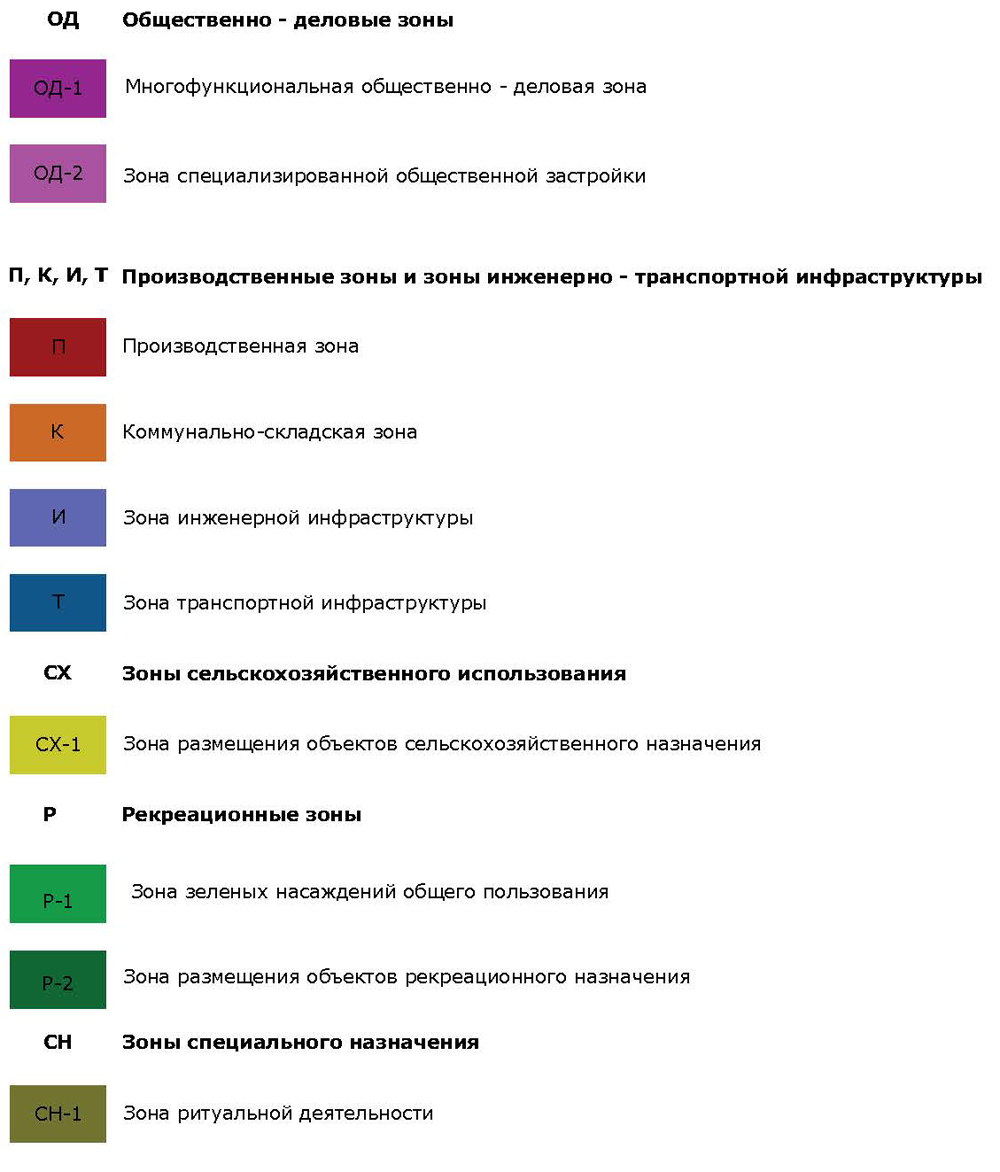 ОД Общественно - деловые зоны
ОД-1 Многофункциональная общественно - деловая зона
ОД-2 Зона специализированной общественной застройки
П, К, И, Т Производственные зоны и зоны инженерно - транспортной инфраструктуры
П Производственная зона
К Коммунально-складская зона
И Зона инженерной инфраструктуры
Т Зона транспортной инфраструктуры
СХ Зоны сельскохозяйственного использования
СХ-1 Зона размещения объектов сельскохозяйственного назначения
Р Рекреационные зоны
Р-1 Зона зеленых насаждений общего пользования
Р-2 Зона размещения объектов рекреационного назначения
СН Зоны специального назначения
СН-1 Зона ритуальной деятельности